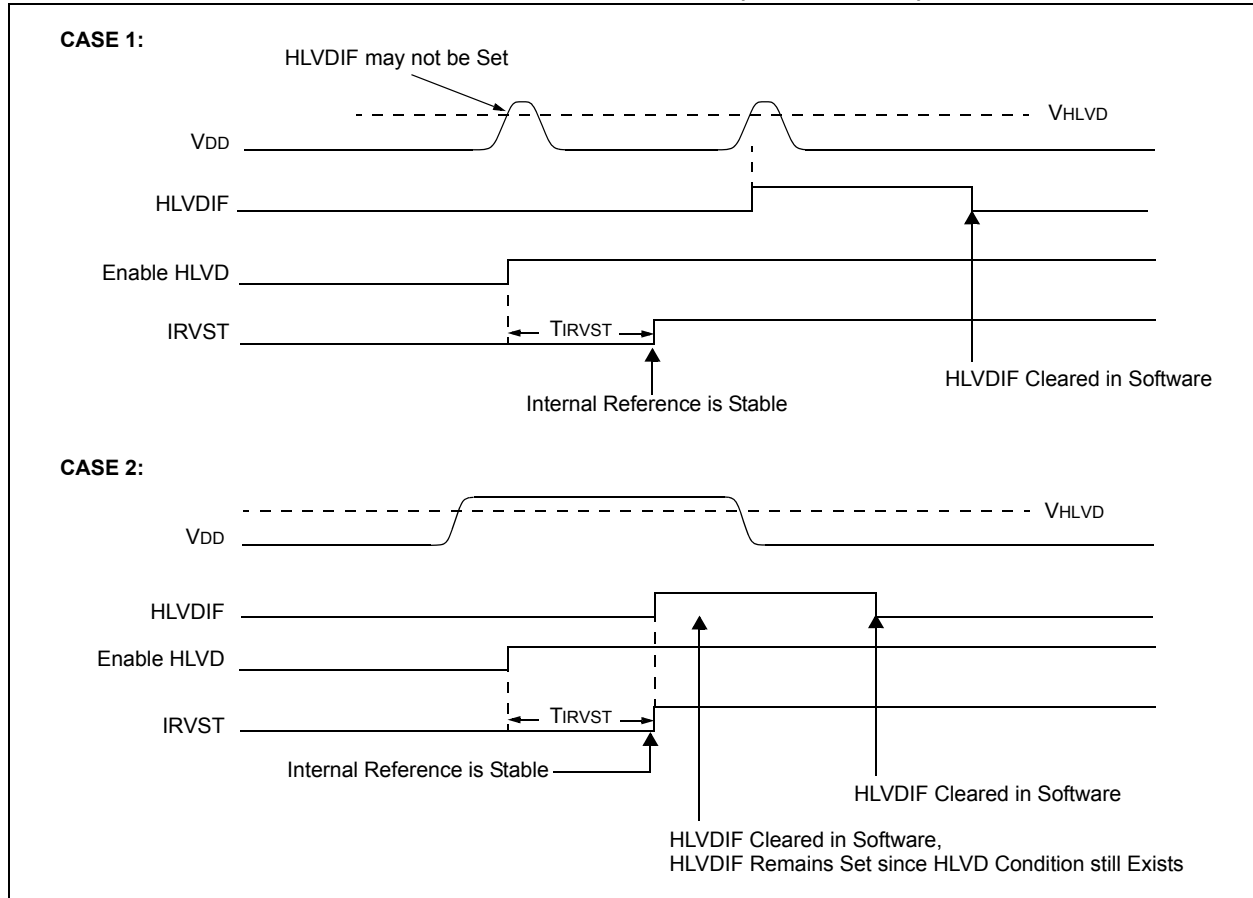 CASE 1:
HLVDIF may not be Set
VHLVD
VDD
HLVDIF
Enable HLVD
TIRVST
IRVST
HLVDIF Cleared in Software
Internal Reference is Stable
CASE 2:
VHLVD
VDD
HLVDIF
Enable HLVD
TIRVST
IRVST
Internal Reference is Stable
HLVDIF Cleared in Software
HLVDIF Cleared in Software,
HLVDIF Remains Set since HLVD Condition still Exists